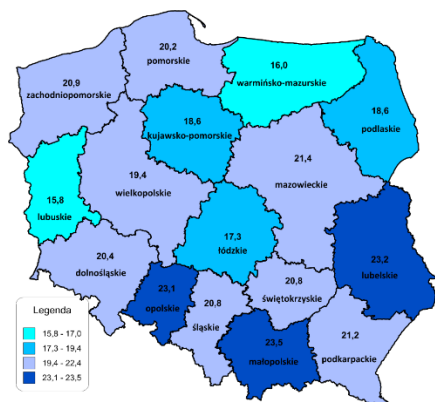 20,2
pomorskie
16,0
warmińsko-mazurskie
20,9
zachodniopomorskie
18,6
kujawsko-pomorskie
18,6
podlaskie
19,4
wielkopolskie
21,4
mazowieckie
15,8
lubuskie
17,3
łódzkie
23,2
lubelskie
20,4
dolnośląskie
23,1
opolskie
20,8
śląskie
20,8
świętokrzyskie
23,5
małopolskie
21,2
podkarpackie
Legenda
15,8 - 17,0
17,3 - 19,4
19,4 - 22,4
23,1 - 23,5